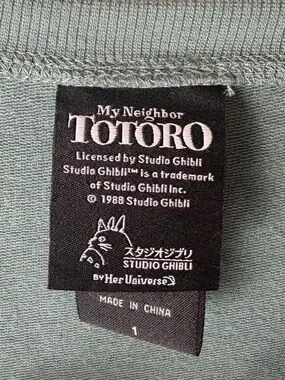 My Neighbor
TOTORO
Licensed by Studio Ghibli
Studio Ghibli™ is a trademark
of Studio Ghibli Inc.
© 1988 Studio Ghibli
スタジオジブリ
STUDIO GHIBLI
BY Her Universe
MADE IN CHINA
1